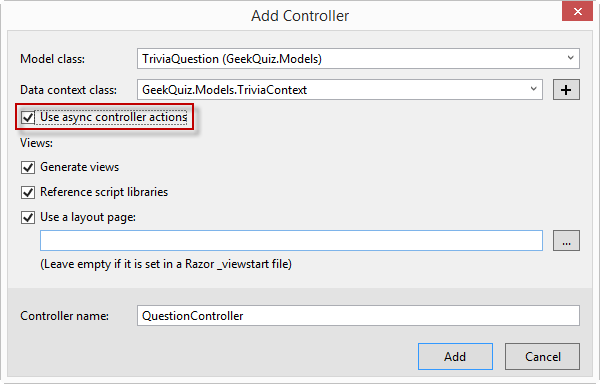 Add Controller
Model class: TriviaQuestion (GeekQuiz.Models)
Data context class: GeekQuiz.Models.TriviaContext +
Use async controller actions
Views:
Generate views
Reference script libraries
Use a layout page:
...
(Leave empty if it is set in a Razor _viewstart file)
Controller name: QuestionController
Add Cancel